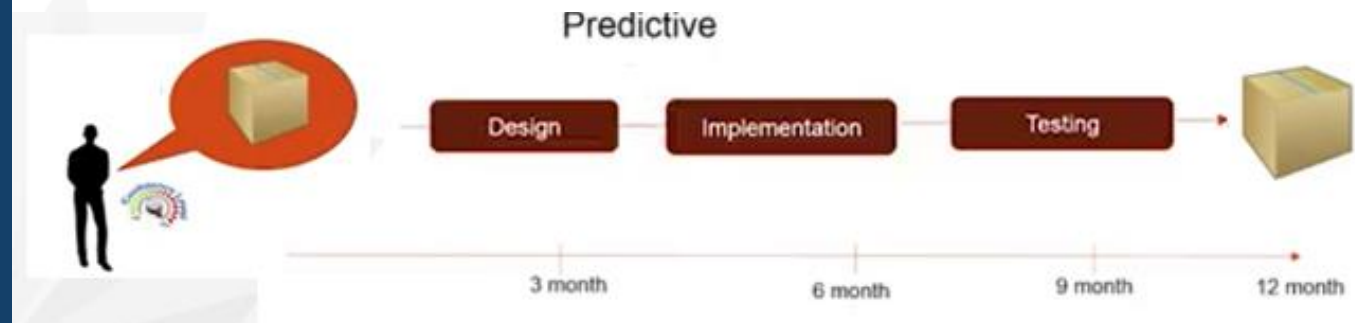 Predictive
Design
Implementation
Testing
3 month
6 month
9 month
12 month